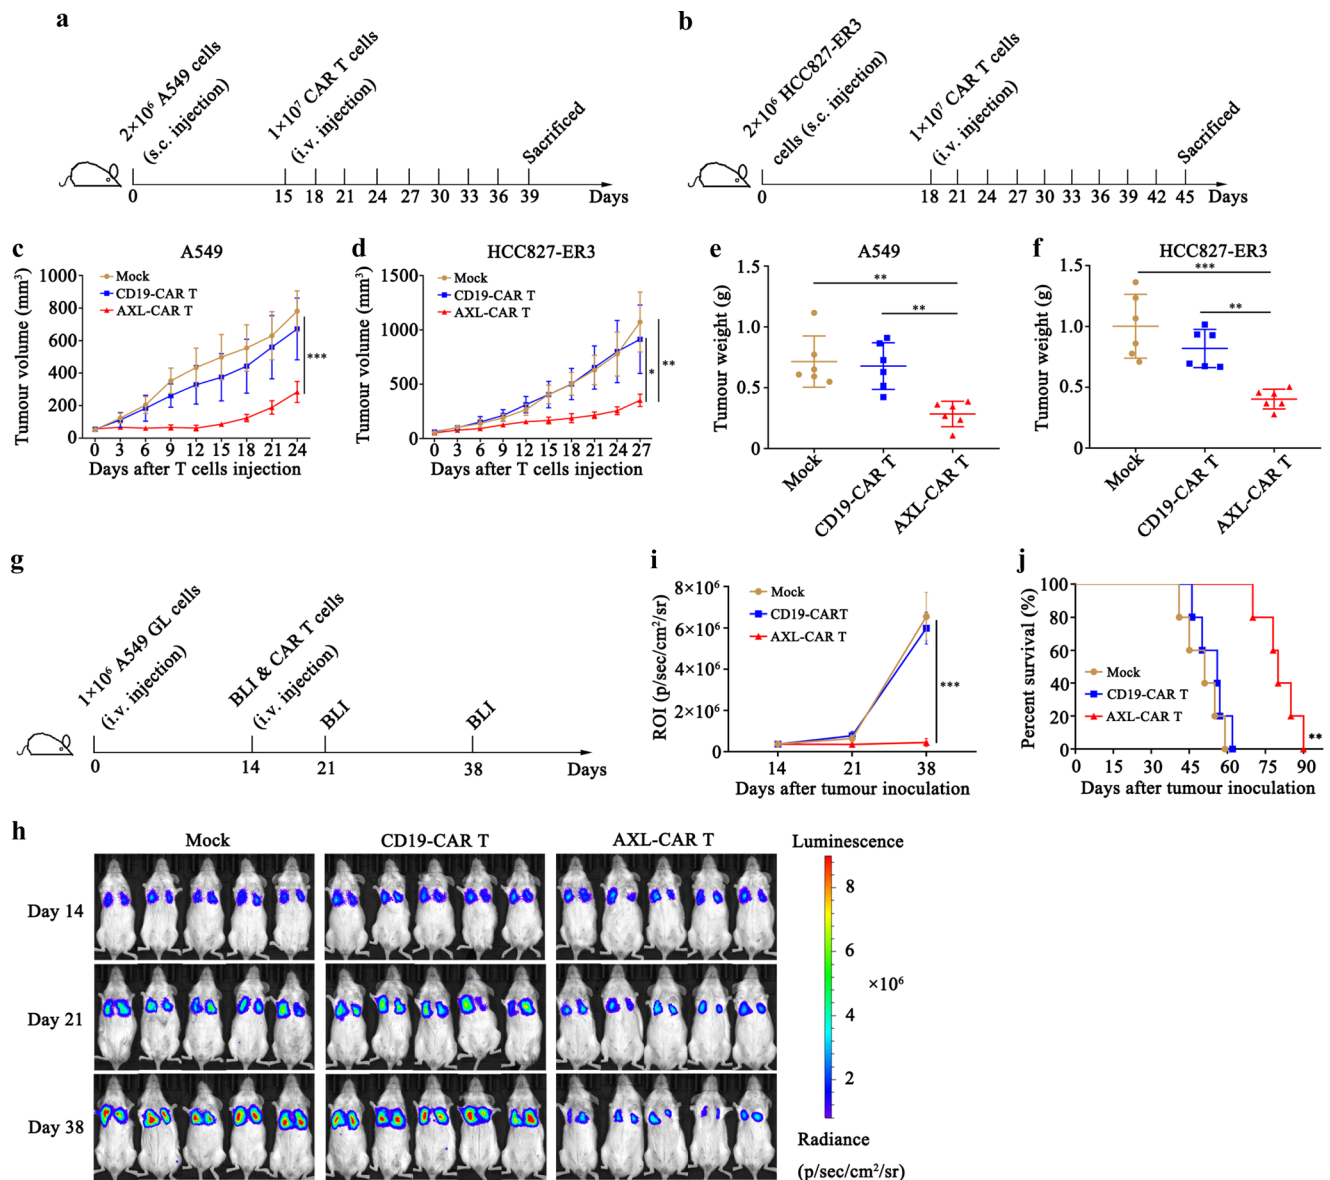 a
2×10⁶ A549 cells
(s.c. injection)
1×10⁷ CAR T cells
(i.v. injection)
Sacrificed
0 15 18 21 24 27 30 33 36 39 Days
b
2×10⁶ HCC827-ER3
cells (s.c. injection)
1×10⁷ CAR T cells
(i.v. injection)
Sacrificed
0 18 21 24 27 30 33 36 39 42 45 Days
c
A549
Tumour volume (mm³)
1000
800
600
400
200
0
Mock
CD19-CAR T
AXL-CAR T
***
0 3 6 9 12 15 18 21 24
Days after T cells injection
d
HCC827-ER3
Tumour volume (mm³)
1500
1000
500
0
Mock
CD19-CAR T
AXL-CAR T
*
**
0 3 6 9 12 15 18 21 24 27
Days after T cells injection
e
A549
Tumour weight (g)
1.5
1.0
0.5
0
**
**
Mock
CD19-CAR T
AXL-CAR T
f
HCC827-ER3
Tumour weight (g)
1.5
1.0
0.5
0
***
**
Mock
CD19-CAR T
AXL-CAR T
g
1×10⁶ A549 GL cells
(i.v. injection)
BLI & CAR T cells
(i.v. injection)
BLI
BLI
0 14 21 38 Days
i
ROI (p/sec/cm²/sr)
8×10⁶
6×10⁶
4×10⁶
2×10⁶
0
Mock
CD19-CART
AXL-CAR T
***
14 21 38
Days after tumour inoculation
j
Percent survival (%)
100
80
60
40
20
0
Mock
CD19-CAR T
AXL-CAR T
**
0 15 30 45 60 75 90
Days after tumour inoculation
h
Mock CD19-CAR T AXL-CAR T
Day 14
Day 21
Day 38
Luminescence
8
6
×10⁶
4
2
Radiance
(p/sec/cm²/sr)